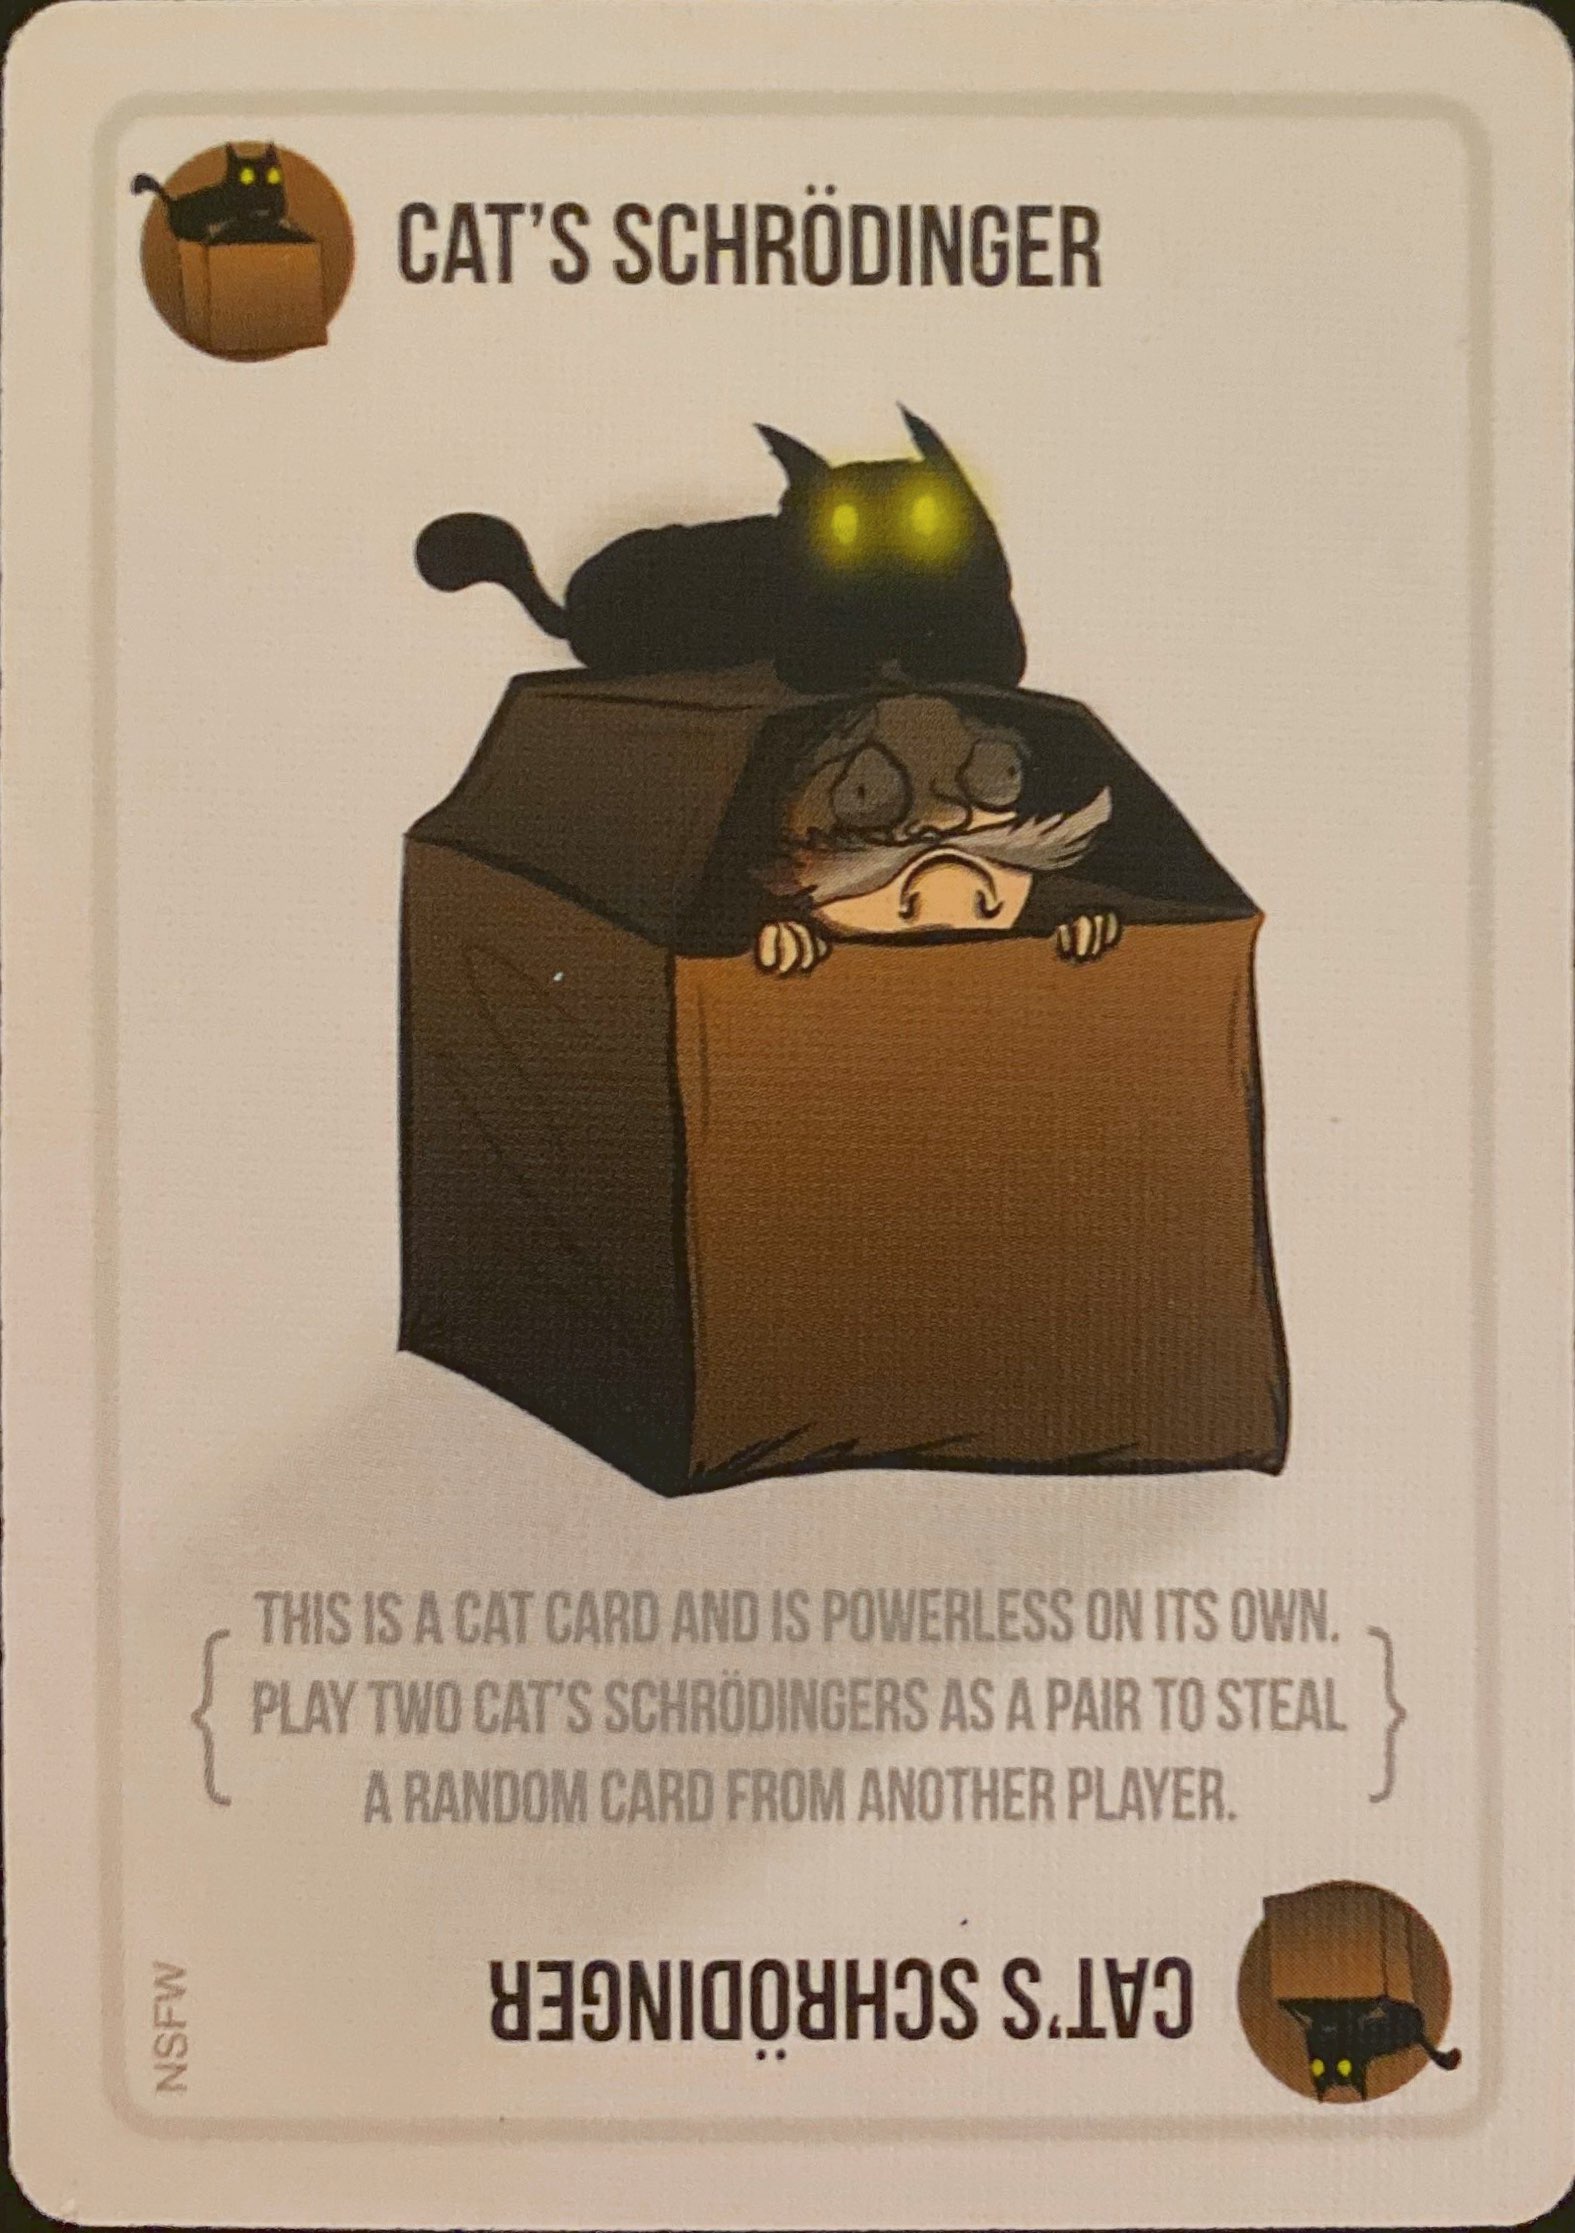 CAT'S SCHRÖDINGER
THIS IS A CAT CARD AND IS POWERLESS ON ITS OWN.
PLAY TWO CAT'S SCHRÖDINGERS AS A PAIR TO STEAL
A RANDOM CARD FROM ANOTHER PLAYER.
CAT'S SCHRÖDINGER
NSFW